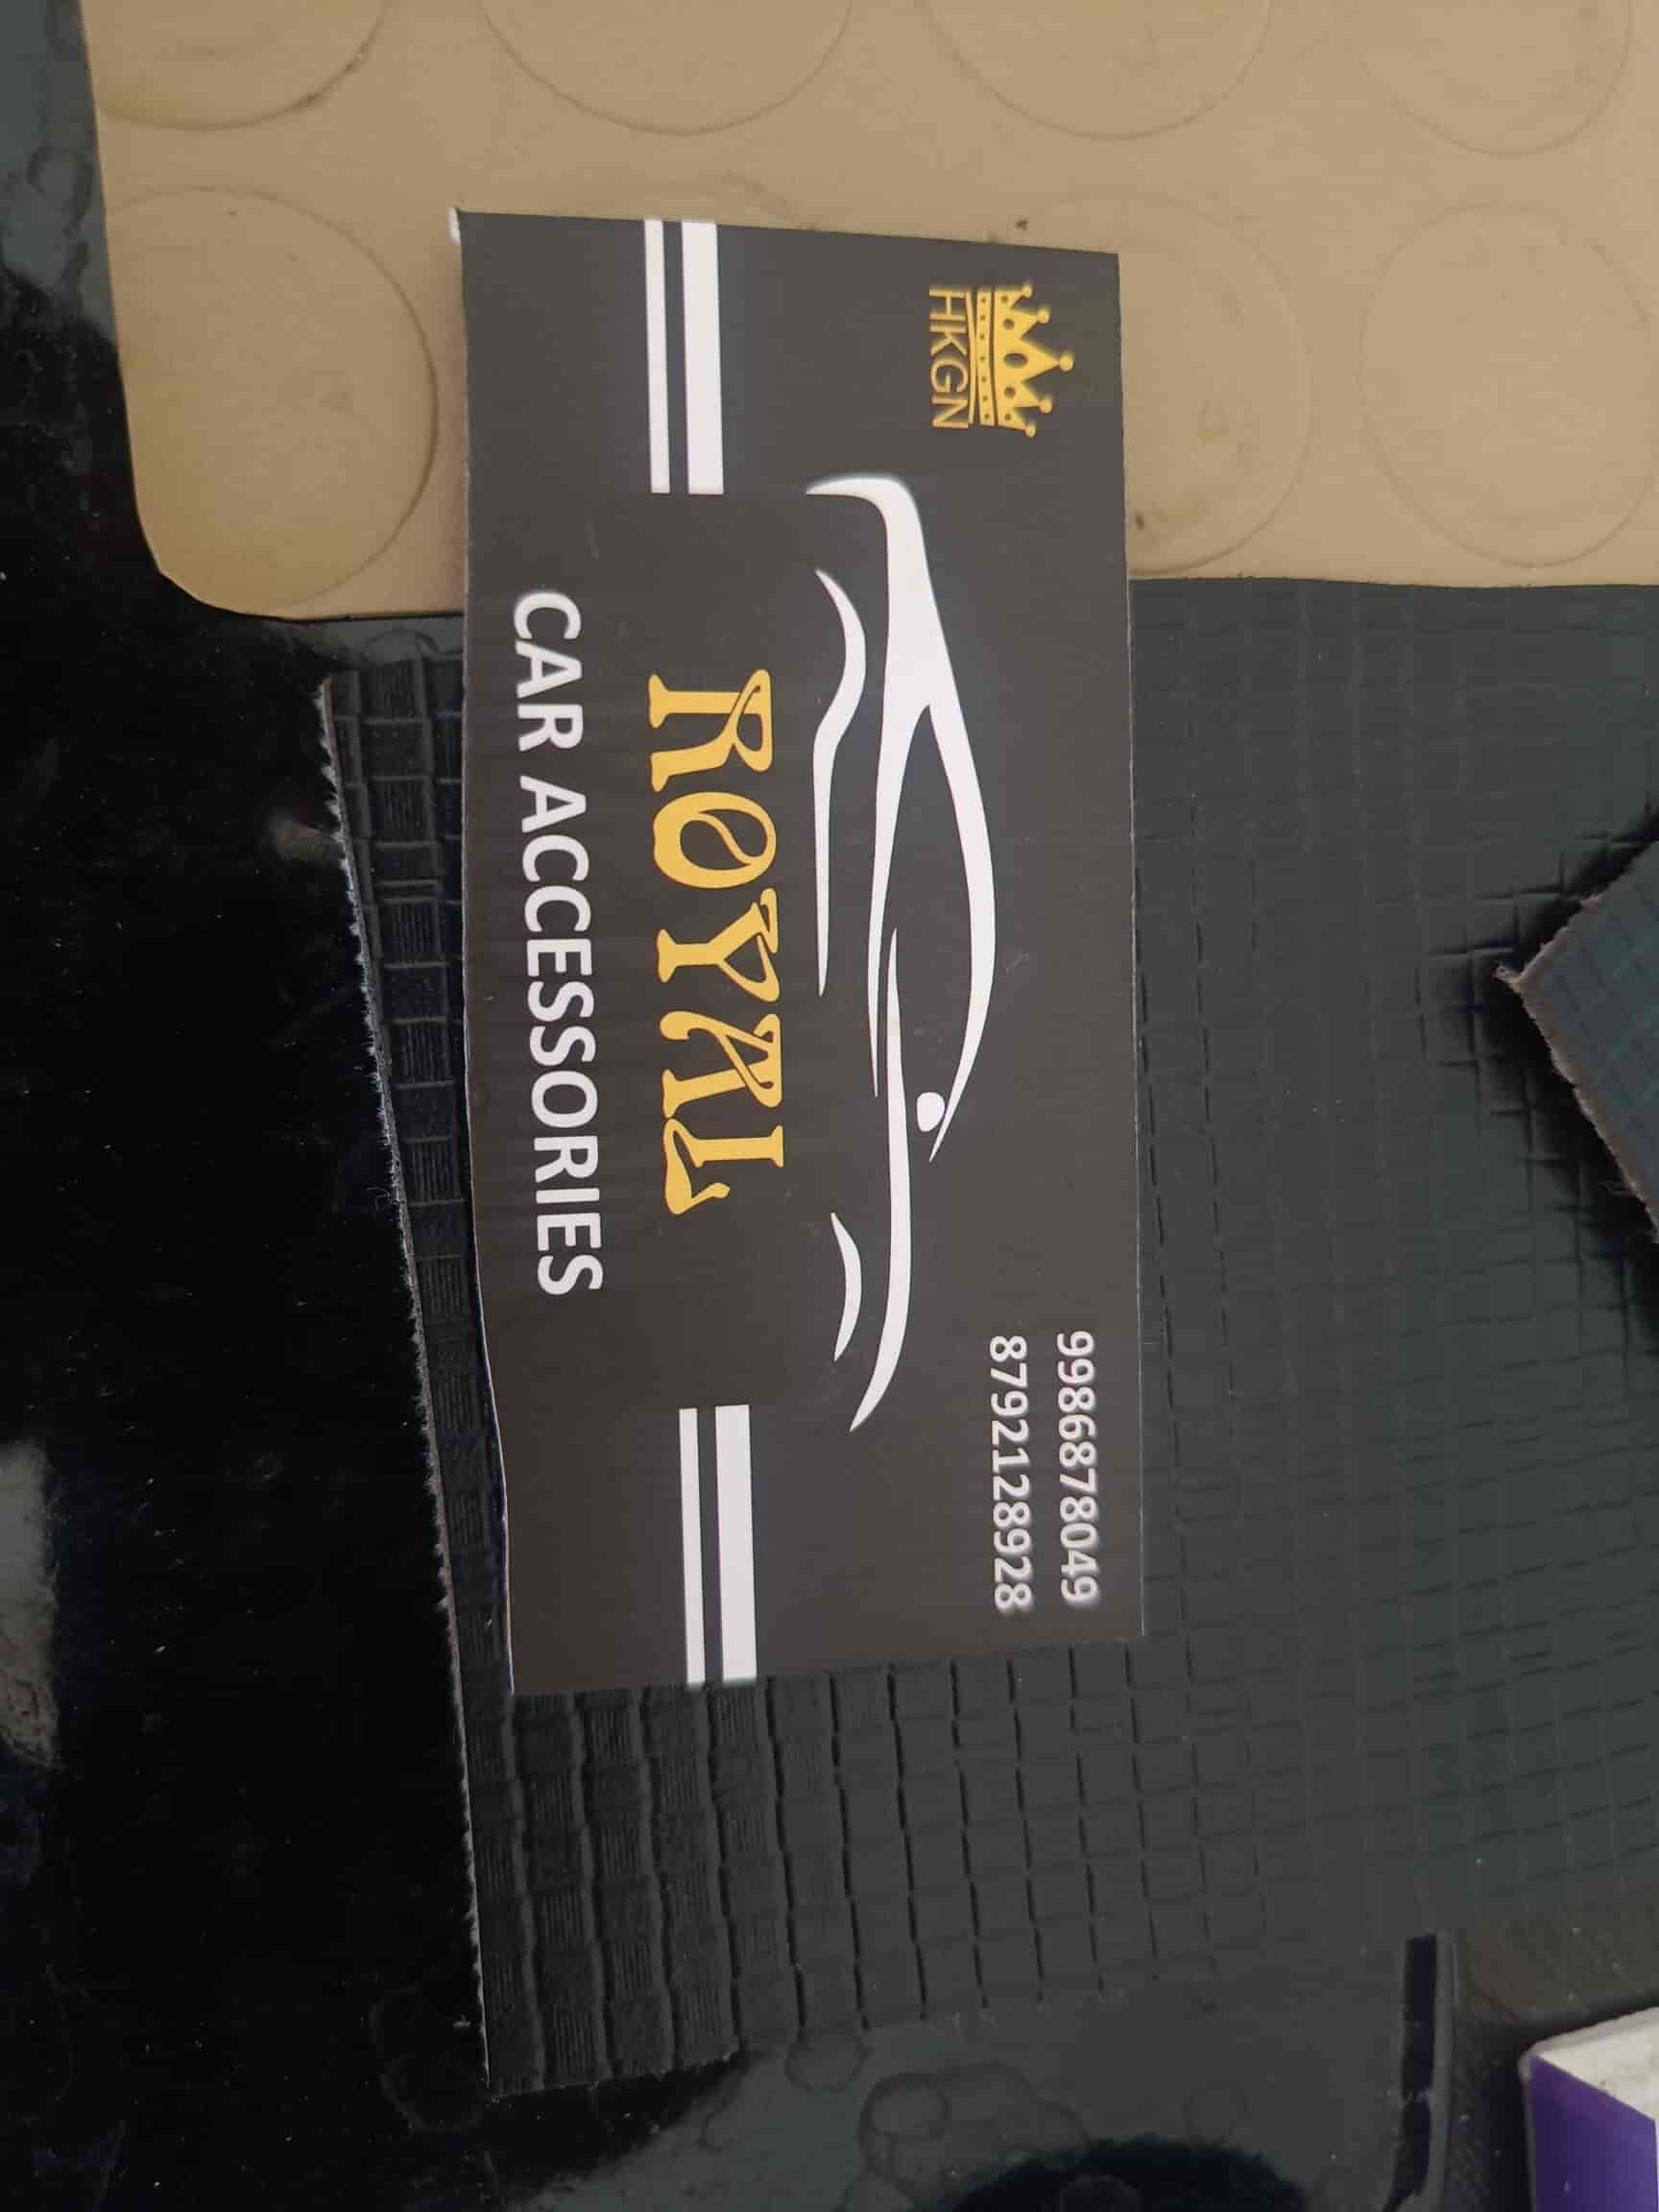 HKGN
9986878049
8792128928
ROYAL
CAR ACCESSORIES